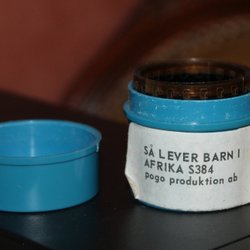 SÅ LEVER BARN I
AFRIKA S384
pogo produktion ab